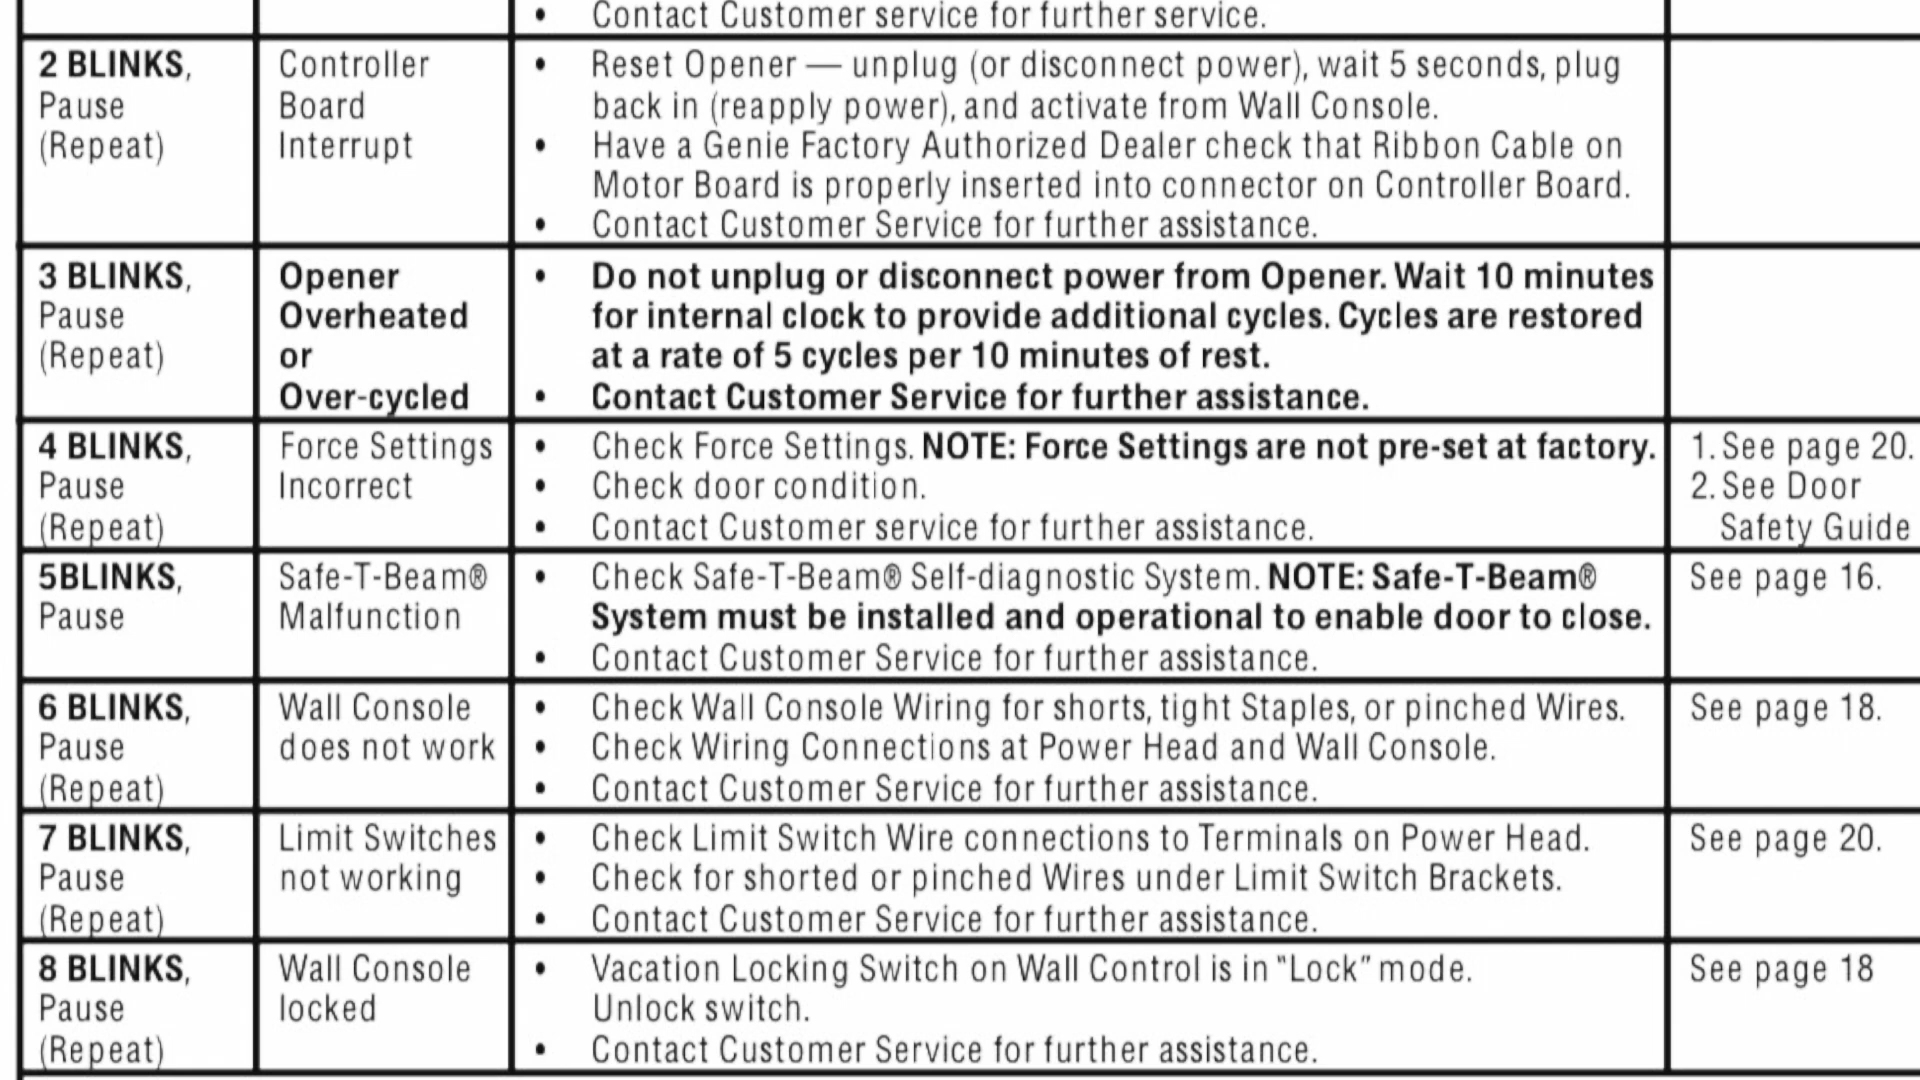 • Contact Customer service for further service.
2 BLINKS,
Pause
(Repeat)
Controller
Board
Interrupt
• Reset Opener — unplug (or disconnect power), wait 5 seconds, plug
back in (reapply power), and activate from Wall Console.
• Have a Genie Factory Authorized Dealer check that Ribbon Cable on
Motor Board is properly inserted into connector on Controller Board.
• Contact Customer Service for further assistance.
3 BLINKS,
Pause
(Repeat)
Opener
Overheated
or
Over-cycled
• Do not unplug or disconnect power from Opener. Wait 10 minutes
for internal clock to provide additional cycles. Cycles are restored
at a rate of 5 cycles per 10 minutes of rest.
• Contact Customer Service for further assistance.
4 BLINKS,
Pause
(Repeat)
Force Settings
Incorrect
• Check Force Settings. NOTE: Force Settings are not pre-set at factory.
• Check door condition.
• Contact Customer service for further assistance.
1. See page 20.
2. See Door
Safety Guide
5BLINKS,
Pause
Safe-T-Beam®
Malfunction
• Check Safe-T-Beam® Self-diagnostic System. NOTE: Safe-T-Beam®
System must be installed and operational to enable door to close.
• Contact Customer Service for further assistance.
See page 16.
6 BLINKS,
Pause
(Repeat)
Wall Console
does not work
• Check Wall Console Wiring for shorts, tight Staples, or pinched Wires.
• Check Wiring Connections at Power Head and Wall Console.
• Contact Customer Service for further assistance.
See page 18.
7 BLINKS,
Pause
(Repeat)
Limit Switches
not working
• Check Limit Switch Wire connections to Terminals on Power Head.
• Check for shorted or pinched Wires under Limit Switch Brackets.
• Contact Customer Service for further assistance.
See page 20.
8 BLINKS,
Pause
(Repeat)
Wall Console
locked
• Vacation Locking Switch on Wall Control is in "Lock" mode.
Unlock switch.
• Contact Customer Service for further assistance.
See page 18